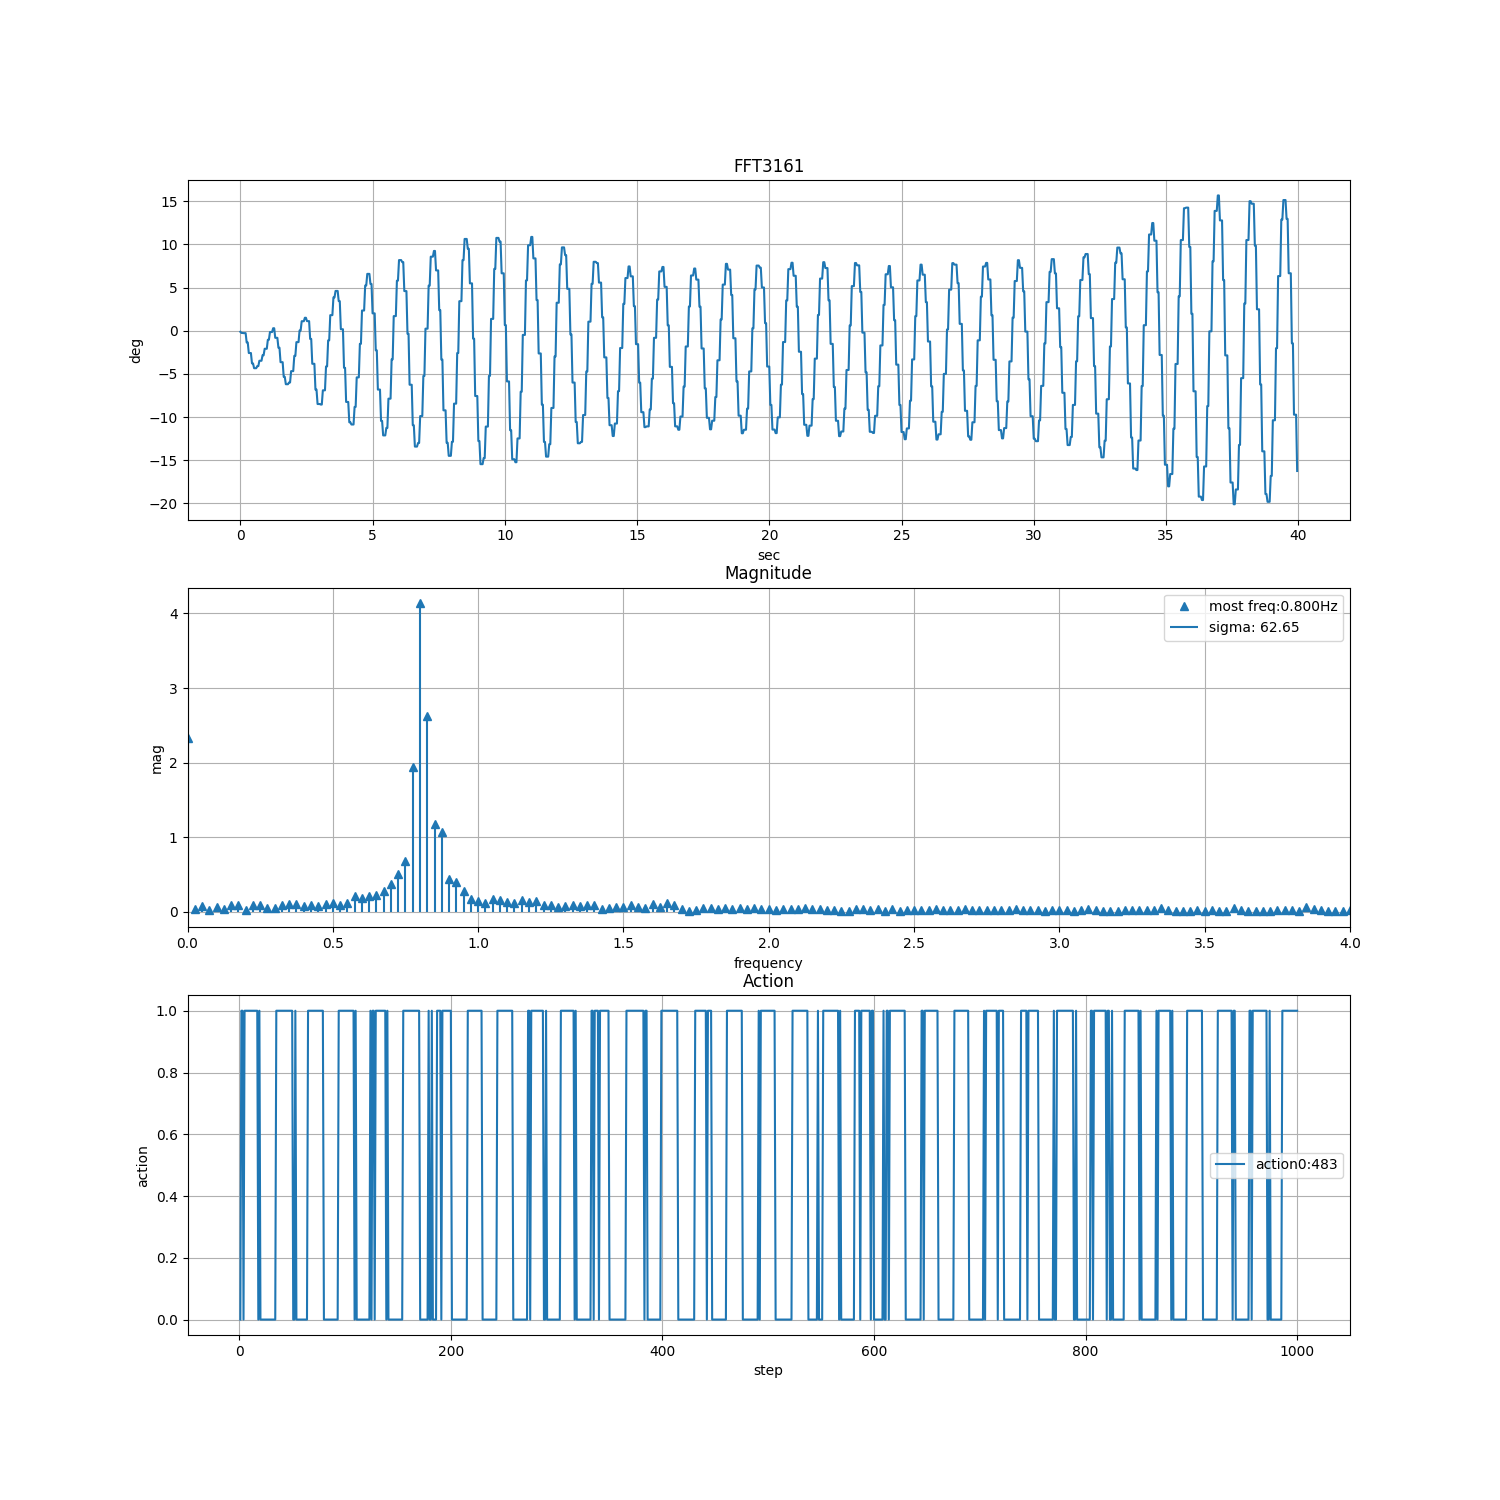 FFT3161
15
10
5
0
−5
−10
−15
−20
deg
0 5 10 15 20 25 30 35 40
sec
Magnitude
4
3
2
1
0
mag
most freq:0.800Hz
sigma: 62.65
0.0 0.5 1.0 1.5 2.0 2.5 3.0 3.5 4.0
frequency
Action
1.0
0.8
0.6
0.4
0.2
0.0
action
action0:483
0 200 400 600 800 1000
step